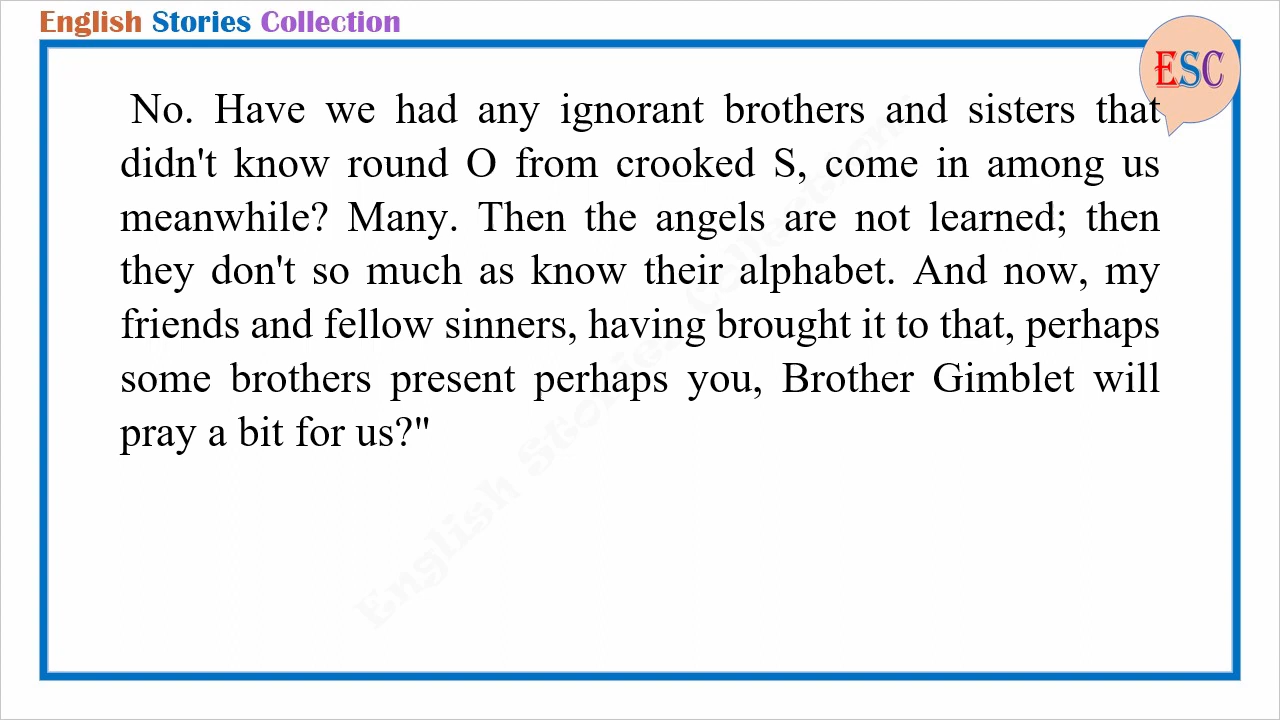 English Stories Collection
ESC
No. Have we had any ignorant brothers and sisters that
didn't know round O from crooked S, come in among us
meanwhile? Many. Then the angels are not learned; then
they don't so much as know their alphabet. And now, my
friends and fellow sinners, having brought it to that, perhaps
some brothers present perhaps you, Brother Gimblet will
pray a bit for us?"
English Stories Collection